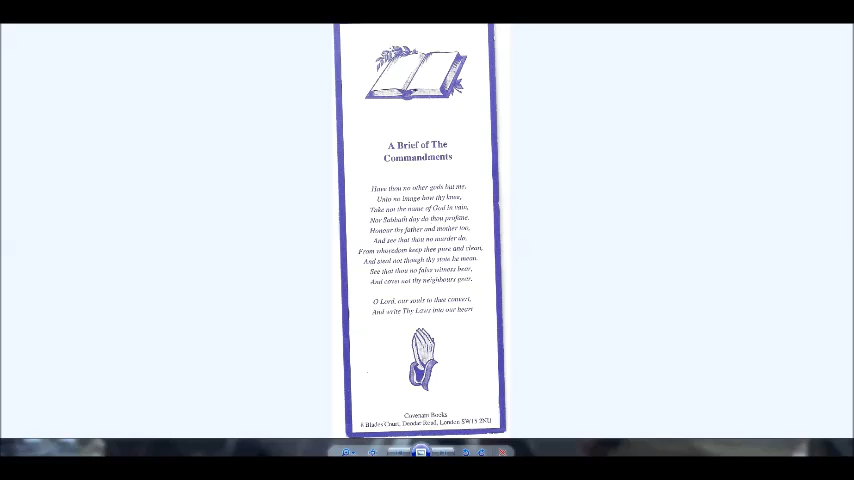 A Brief of The
Commandments
Have thou no other gods but me,
Unto no image bow thy knee,
Take not the name of God in vain,
Nor Sabbath day do thou profane.
Honour thy father and mother too,
And see that thou no murder do,
From whoredom keep thee pure and clean,
And steal not though thy state be mean.
See that thou no false witness bear,
And covet not thy neighbours gear.
O Lord, our souls to thee convert,
And write Thy Laws into our heart
Covenant Books
8 Blades Court, Deodar Road, London SW15 2NU